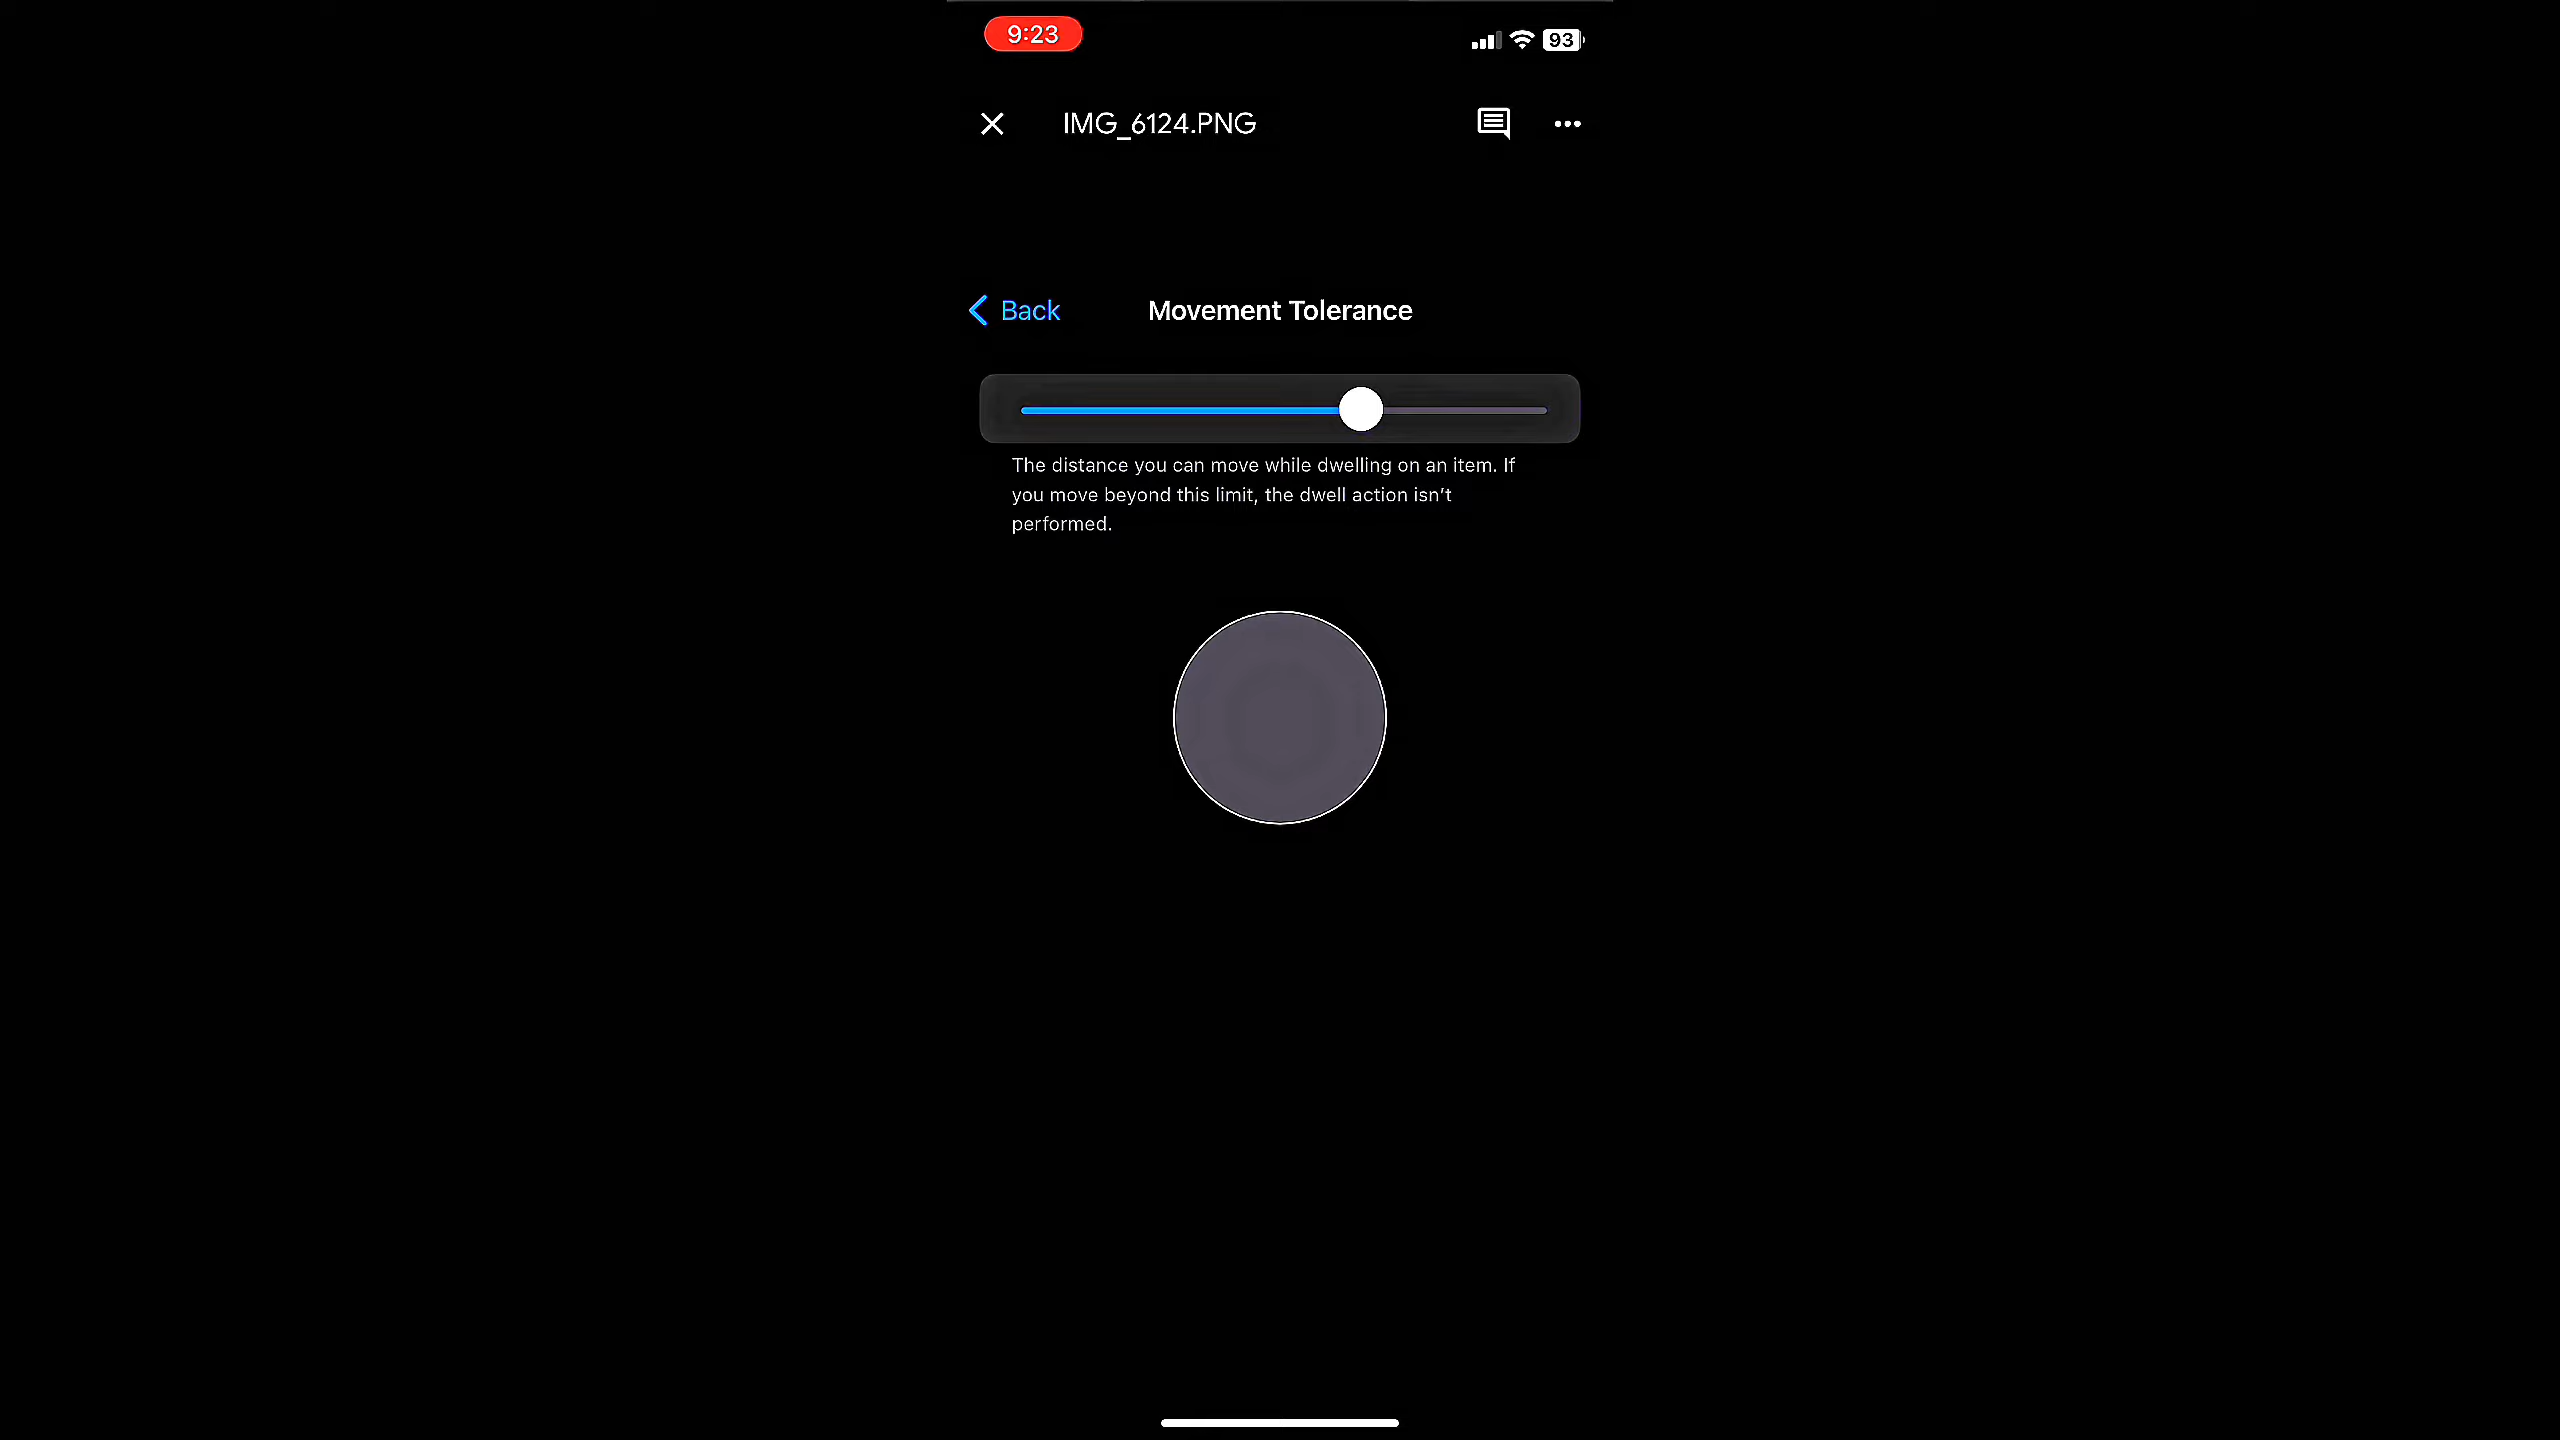 9:23
93
IMG_6124.PNG
Back
Movement Tolerance
The distance you can move while dwelling on an item. If
you move beyond this limit, the dwell action isn’t
performed.